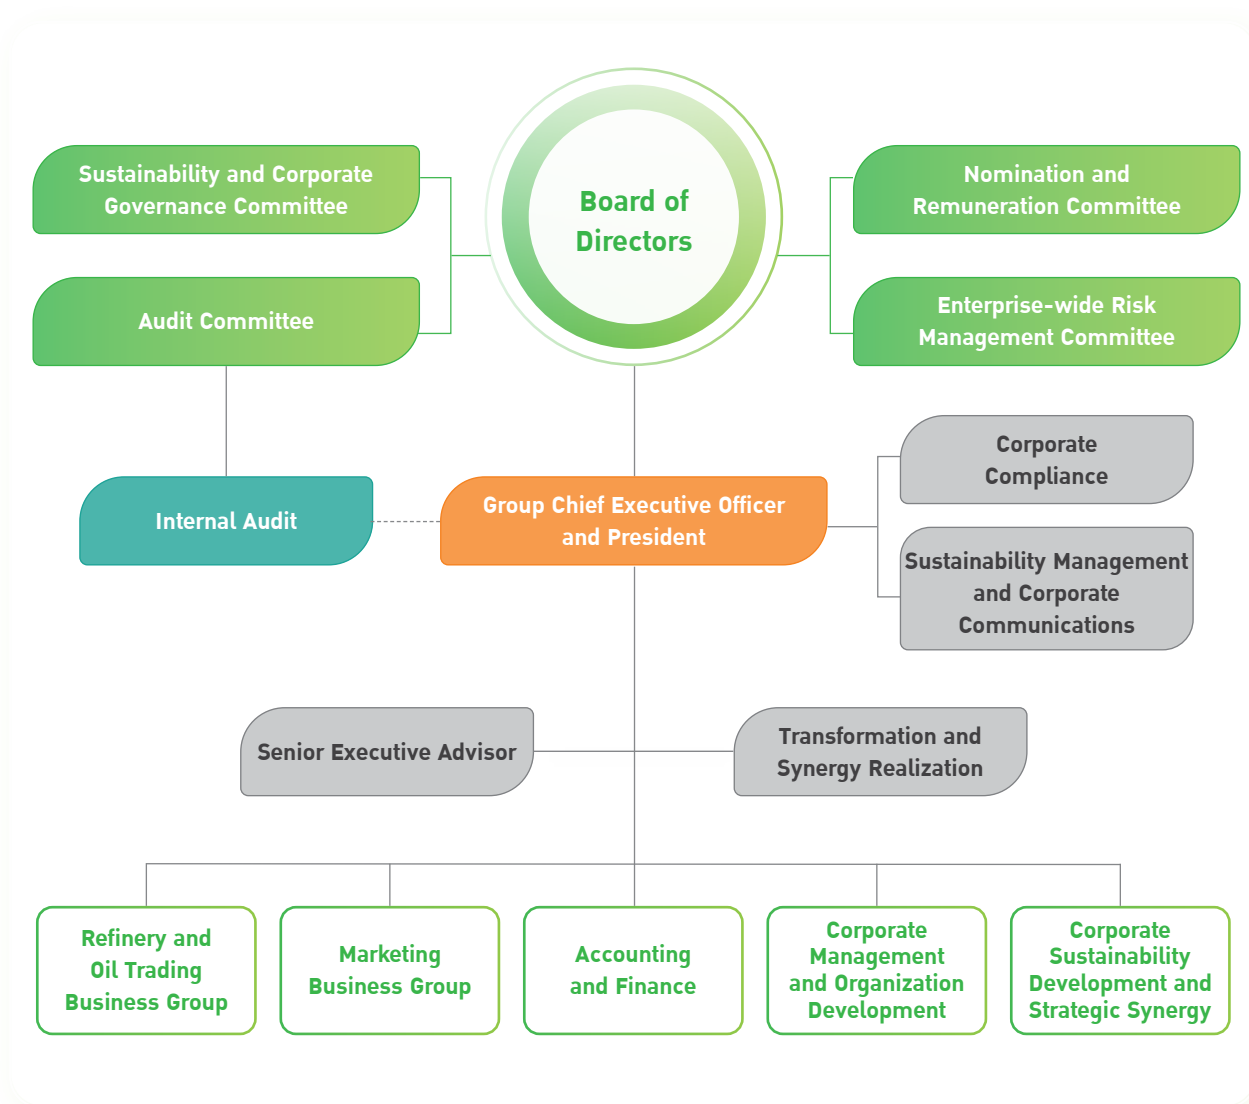 Board of
Directors
Sustainability and Corporate
Governance Committee
Audit Committee
Nomination and
Remuneration Committee
Enterprise-wide Risk
Management Committee
Corporate
Compliance
Internal Audit
Group Chief Executive Officer
and President
Sustainability Management
and Corporate
Communications
Senior Executive Advisor
Transformation and
Synergy Realization
Refinery and
Oil Trading
Business Group
Marketing
Business Group
Accounting
and Finance
Corporate
Management
and Organization
Development
Corporate
Sustainability
Development and
Strategic Synergy